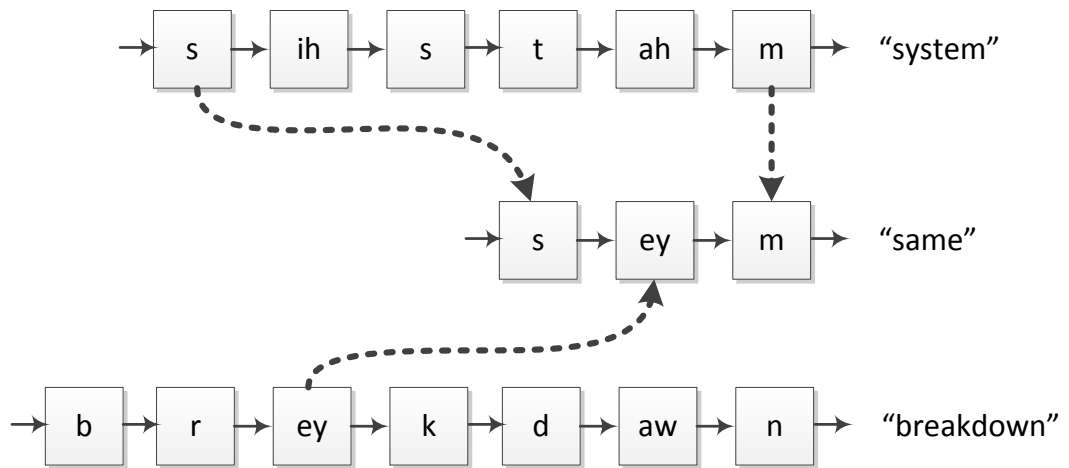 s ih s t ah m “system”
s ey m “same”
b r ey k d aw n “breakdown”